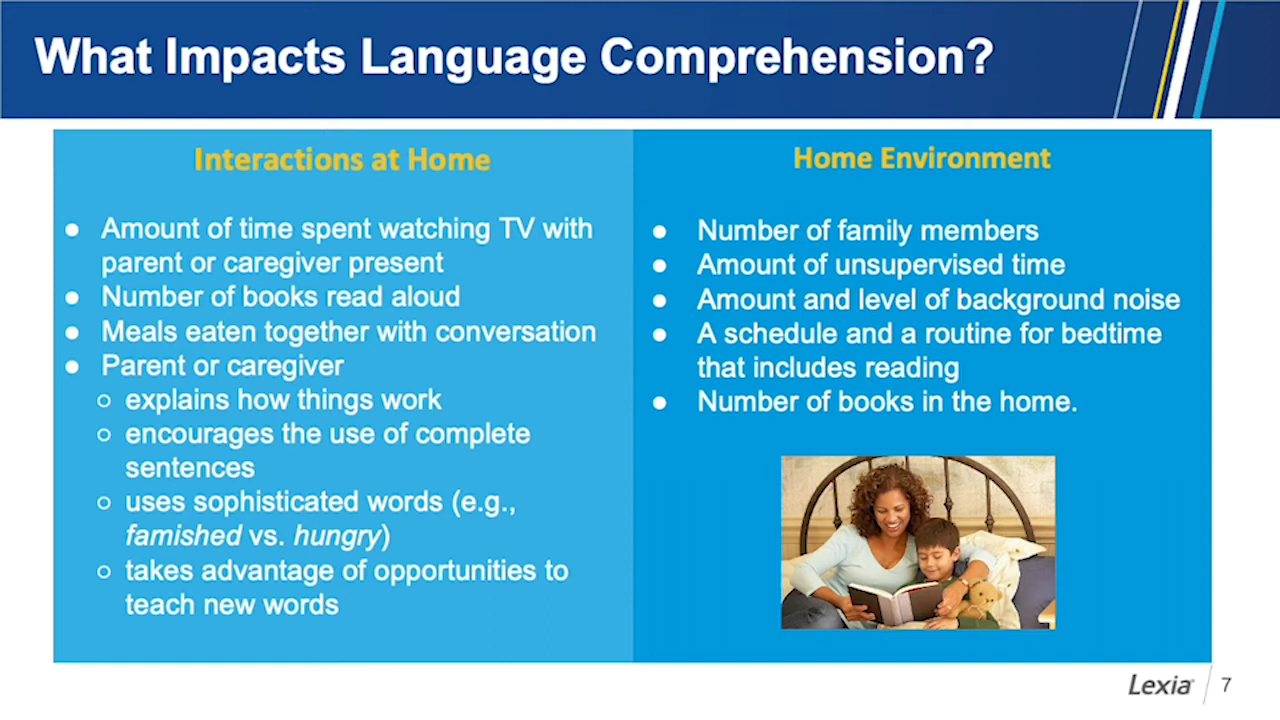 What Impacts Language Comprehension?
Interactions at Home
● Amount of time spent watching TV with
parent or caregiver present
● Number of books read aloud
● Meals eaten together with conversation
● Parent or caregiver
○ explains how things work
○ encourages the use of complete
sentences
○ uses sophisticated words (e.g.,
famished vs. hungry)
○ takes advantage of opportunities to
teach new words
Home Environment
● Number of family members
● Amount of unsupervised time
● Amount and level of background noise
● A schedule and a routine for bedtime
that includes reading
● Number of books in the home.
Lexia 7